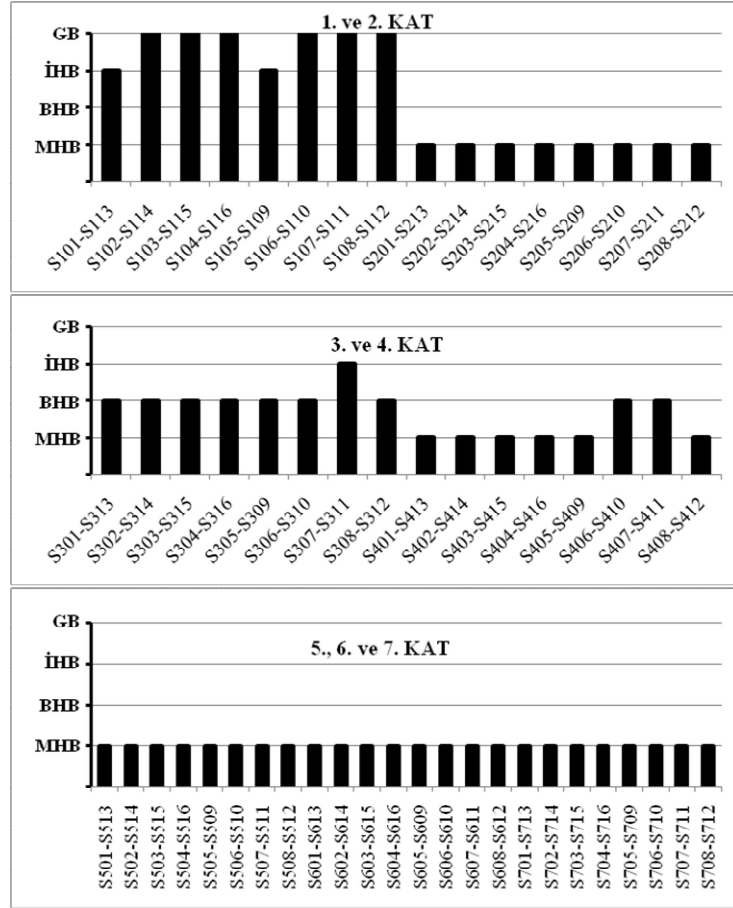 1. ve 2. KAT
GB
İHB
BHB
MHB
S101-S113
S102-S114
S103-S115
S104-S116
S105-S109
S106-S110
S107-S111
S108-S112
S201-S213
S202-S214
S203-S215
S204-S216
S205-S209
S206-S210
S207-S211
S208-S212
3. ve 4. KAT
GB
İHB
BHB
MHB
S301-S313
S302-S314
S303-S315
S304-S316
S305-S309
S306-S310
S307-S311
S308-S312
S401-S413
S402-S414
S403-S415
S404-S416
S405-S409
S406-S410
S407-S411
S408-S412
5., 6. ve 7. KAT
GB
İHB
BHB
MHB
S501-S513
S502-S514
S503-S515
S504-S516
S505-S509
S506-S510
S507-S511
S508-S512
S601-S613
S602-S614
S603-S615
S604-S616
S605-S609
S606-S610
S607-S611
S608-S612
S701-S713
S702-S714
S703-S715
S704-S716
S705-S709
S706-S710
S707-S711
S708-S712